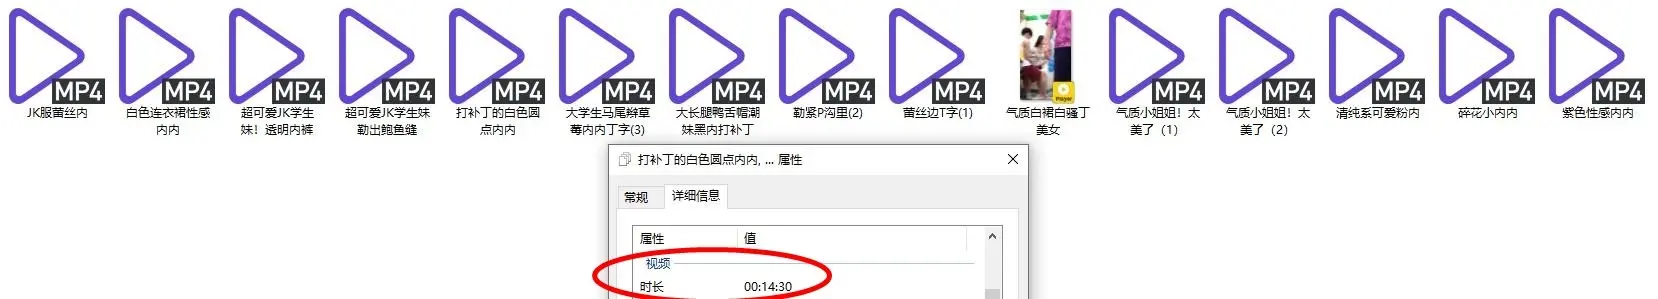 MP4 MP4 MP4 MP4 MP4 MP4 MP4 MP4 MP4 MP4 MP4 MP4 MP4 MP4
JK服蕾丝内 白色连衣裙性感 超可爱JK学生 超可爱JK学生妹 打补丁的白色圆 大学生马尾辫草 大长腿鸭舌帽潮 勒紧P沟里(2) 蕾丝边T字(1) 气质白裙白骚丁 气质小姐姐！太 气质小姐姐！太 清纯系可爱粉内 碎花小内内 紫色性感内内
内内 妹！透明内裤 勒出鲍鱼缝 点内内 莓内内丁字(3) 妹黑内打补丁 美女 美了（1） 美了（2）
打补丁的白色圆点内内, ... 属性
常规 详细信息
属性 值
视频
时长 00:14:30